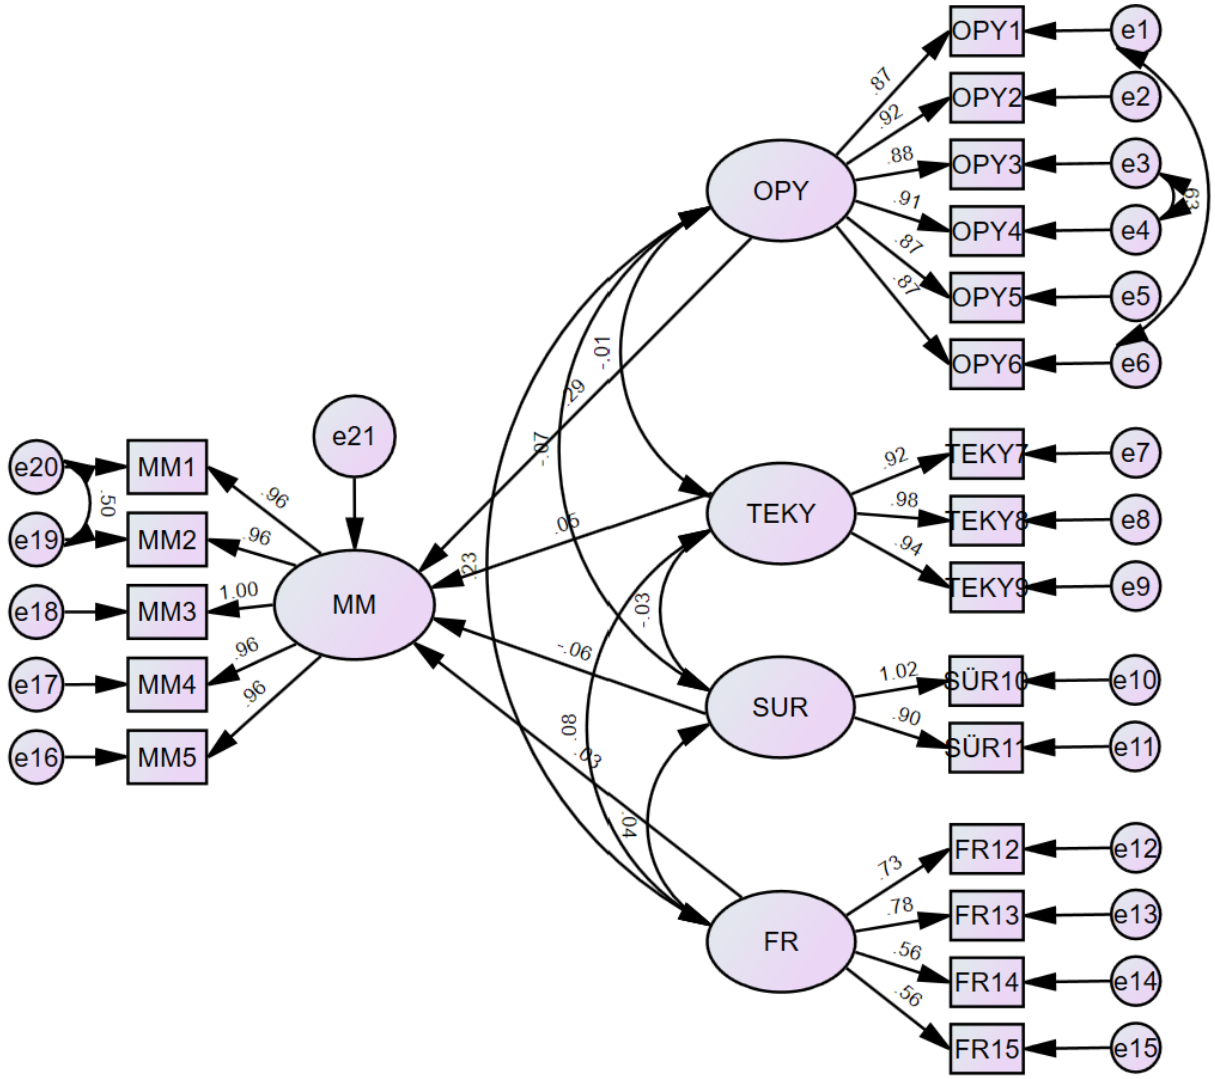 OPY1
e1
.87
OPY2
e2
.92
OPY3
e3
.88
OPY
.63
OPY4
e4
.91
OPY5
e5
.87
OPY6
e6
.87
-.01
.29
-.07
e21
e20
MM1
.96
.50
e19
MM2
.96
e18
MM3
1.00
MM
e17
MM4
.96
e16
MM5
.96
TEKY7
e7
.92
TEKY
TEKY8
e8
.98
TEKY9
e9
.94
.05
.23
-.03
-.06
SUR
1.02
SÜR10
e10
.90
SÜR11
e11
.08
.03
.04
FR12
e12
.73
FR13
e13
.78
FR
FR14
e14
.56
FR15
e15
.56